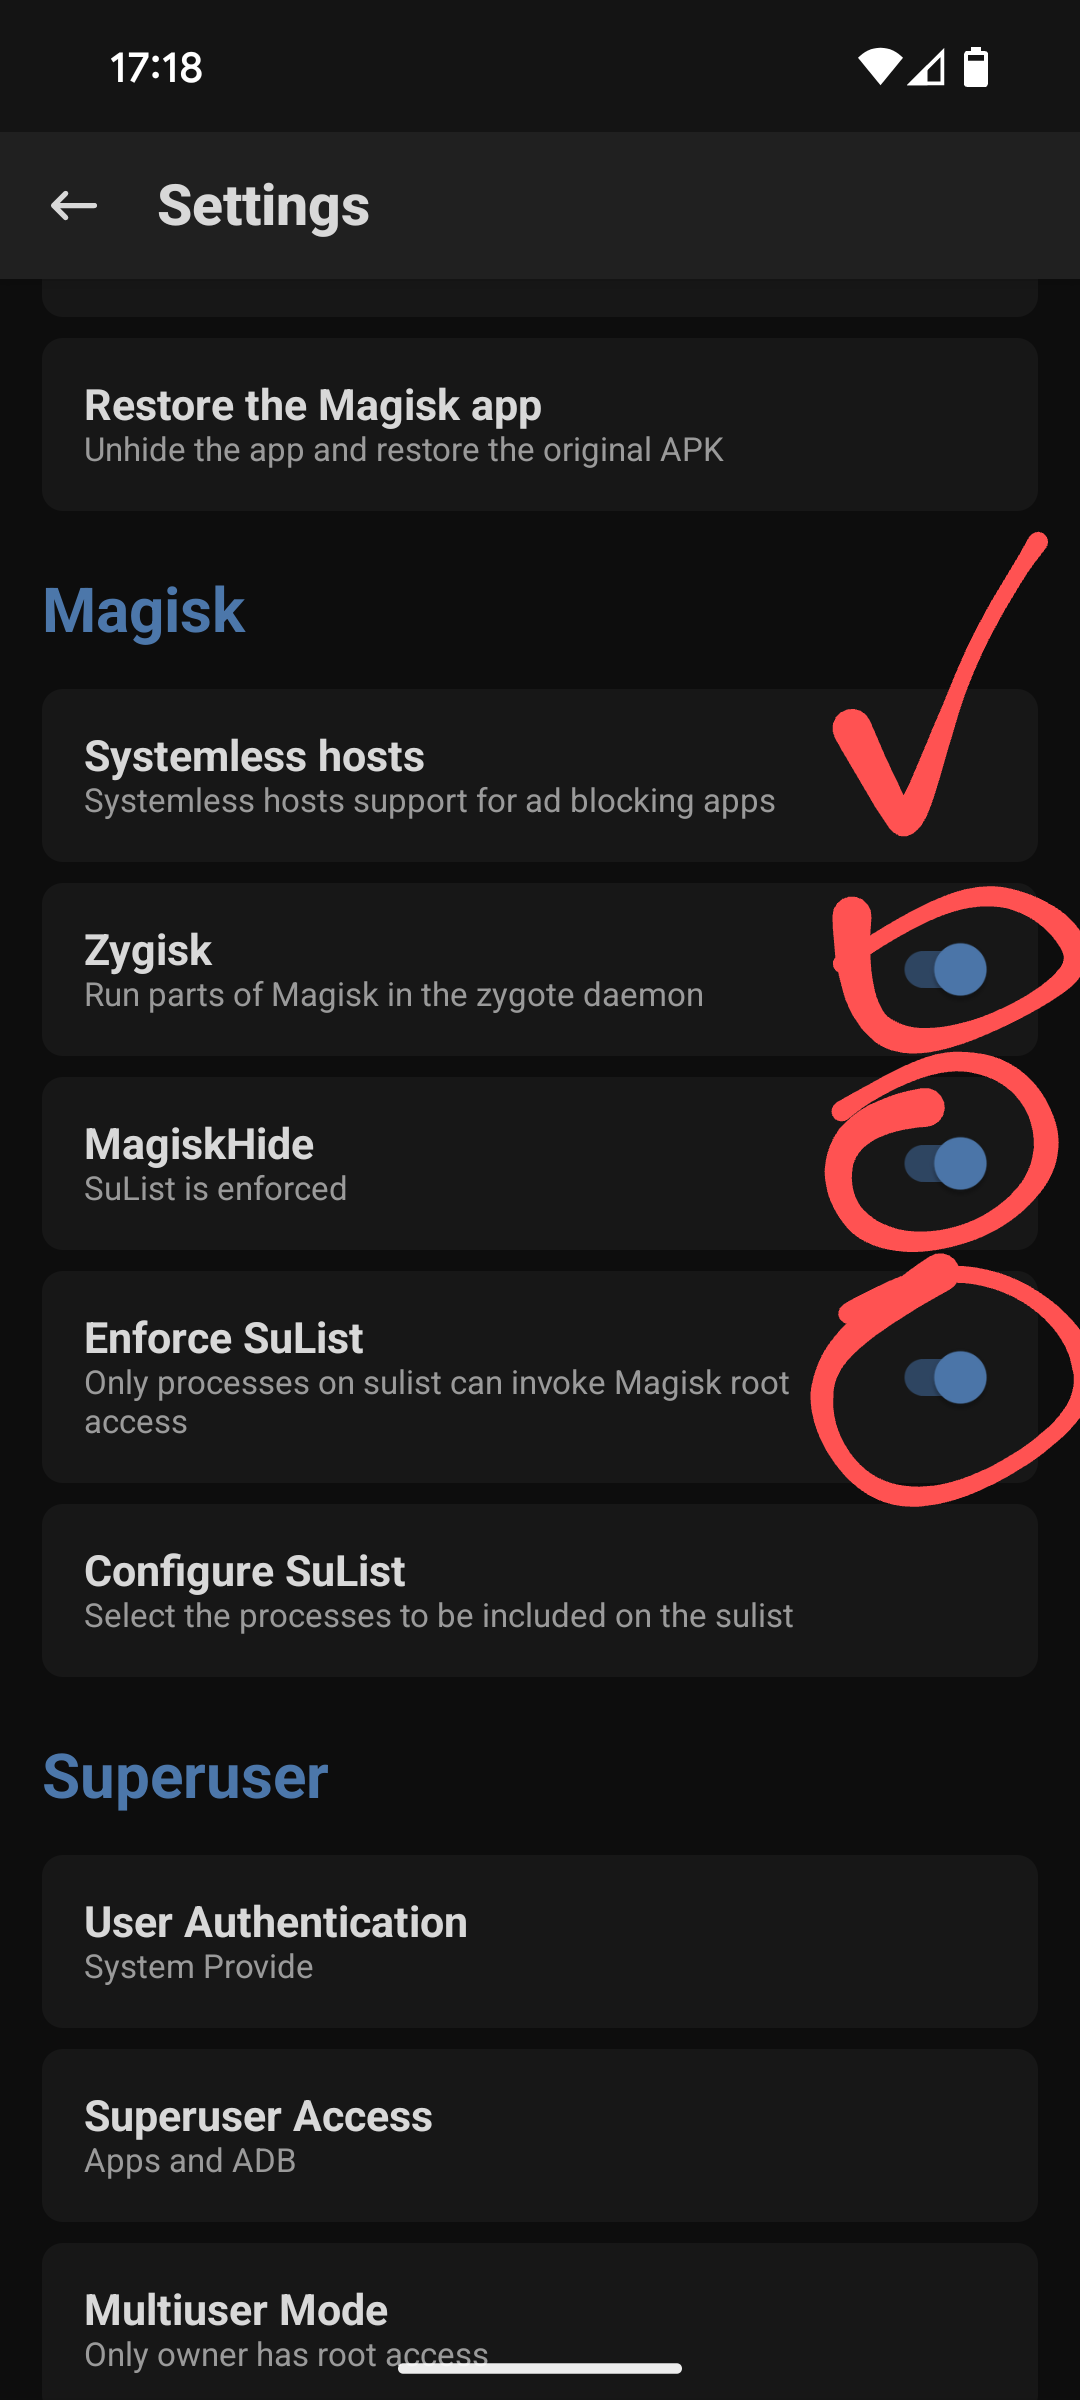 17:18
Settings
Restore the Magisk app
Unhide the app and restore the original APK
Magisk
Systemless hosts
Systemless hosts support for ad blocking apps
Zygisk
Run parts of Magisk in the zygote daemon
MagiskHide
SuList is enforced
Enforce SuList
Only processes on sulist can invoke Magisk root
access
Configure SuList
Select the processes to be included on the sulist
Superuser
User Authentication
System Provide
Superuser Access
Apps and ADB
Multiuser Mode
Only owner has root access